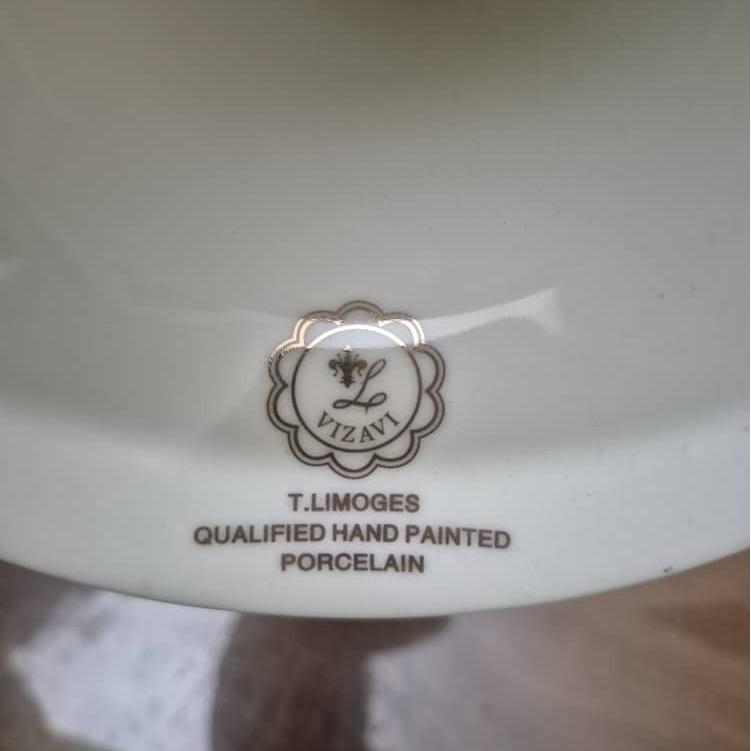 L
VIZAVI
T.LIMOGES
QUALIFIED HAND PAINTED
PORCELAIN